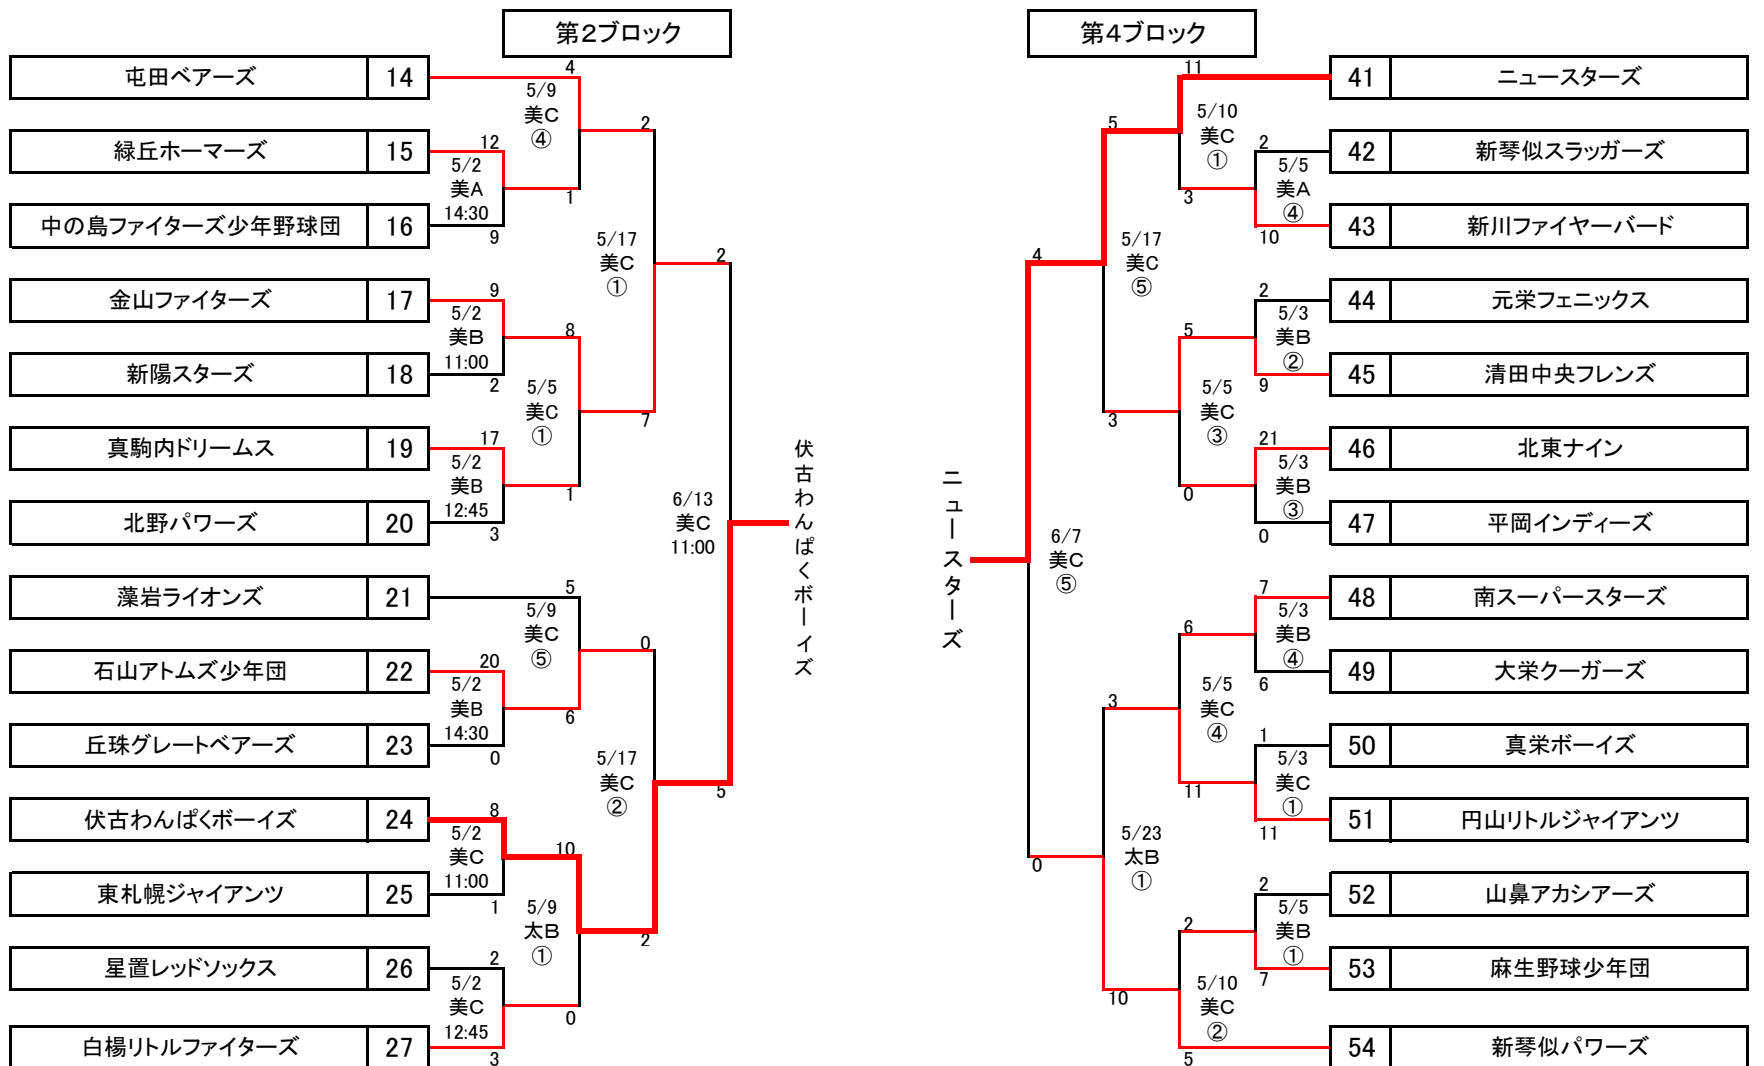 第2ブロック
屯田ベアーズ 14
緑丘ホーマーズ 15
中の島ファイターズ少年野球団 16
金山ファイターズ 17
新陽スターズ 18
真駒内ドリームス 19
北野パワーズ 20
藻岩ライオンズ 21
石山アトムズ少年団 22
丘珠グレートベアーズ 23
伏古わんぱくボーイズ 24
東札幌ジャイアンツ 25
星置レッドソックス 26
白楊リトルファイターズ 27
12
5/2
美A
14:30
9
9
5/2
美B
11:00
2
17
5/2
美B
12:45
3
20
5/2
美B
14:30
0
8
5/2
美C
11:00
1
2
5/2
美C
12:45
3
4
5/9
美C
④
1
8
5/5
美C
①
1
5
5/9
美C
⑤
6
10
5/9
太B
①
0
2
5/17
美C
①
7
0
5/17
美C
②
2
2
6/13
美C
11:00
5
伏古わんぱくボーイズ
第4ブロック
ニュースターズ
4
6/7
美C
⑤
0
5
5/17
美C
⑤
3
3
5/23
太B
①
10
11
5/10
美C
①
3
5
5/5
美C
③
0
6
5/5
美C
④
11
2
5/10
美C
②
5
2
5/5
美A
④
10
2
5/3
美B
②
9
21
5/3
美B
③
0
7
5/3
美B
④
6
1
5/3
美C
①
11
2
5/5
美B
①
7
41 ニュースターズ
42 新琴似スラッガーズ
43 新川ファイヤーバード
44 元栄フェニックス
45 清田中央フレンズ
46 北東ナイン
47 平岡インディーズ
48 南スーパースターズ
49 大栄クーガーズ
50 真栄ボーイズ
51 円山リトルジャイアンツ
52 山鼻アカシアーズ
53 麻生野球少年団
54 新琴似パワーズ